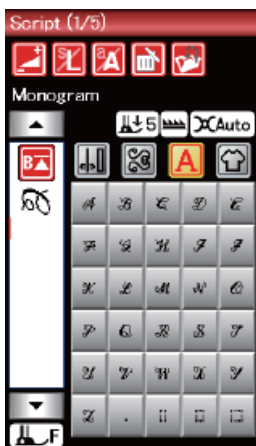 Script (1/5)
L A
Monogram
5 Auto
B A
A B C D E
F G H I J
K L M N O
P Q R S T
U V W X Y
Z .
F